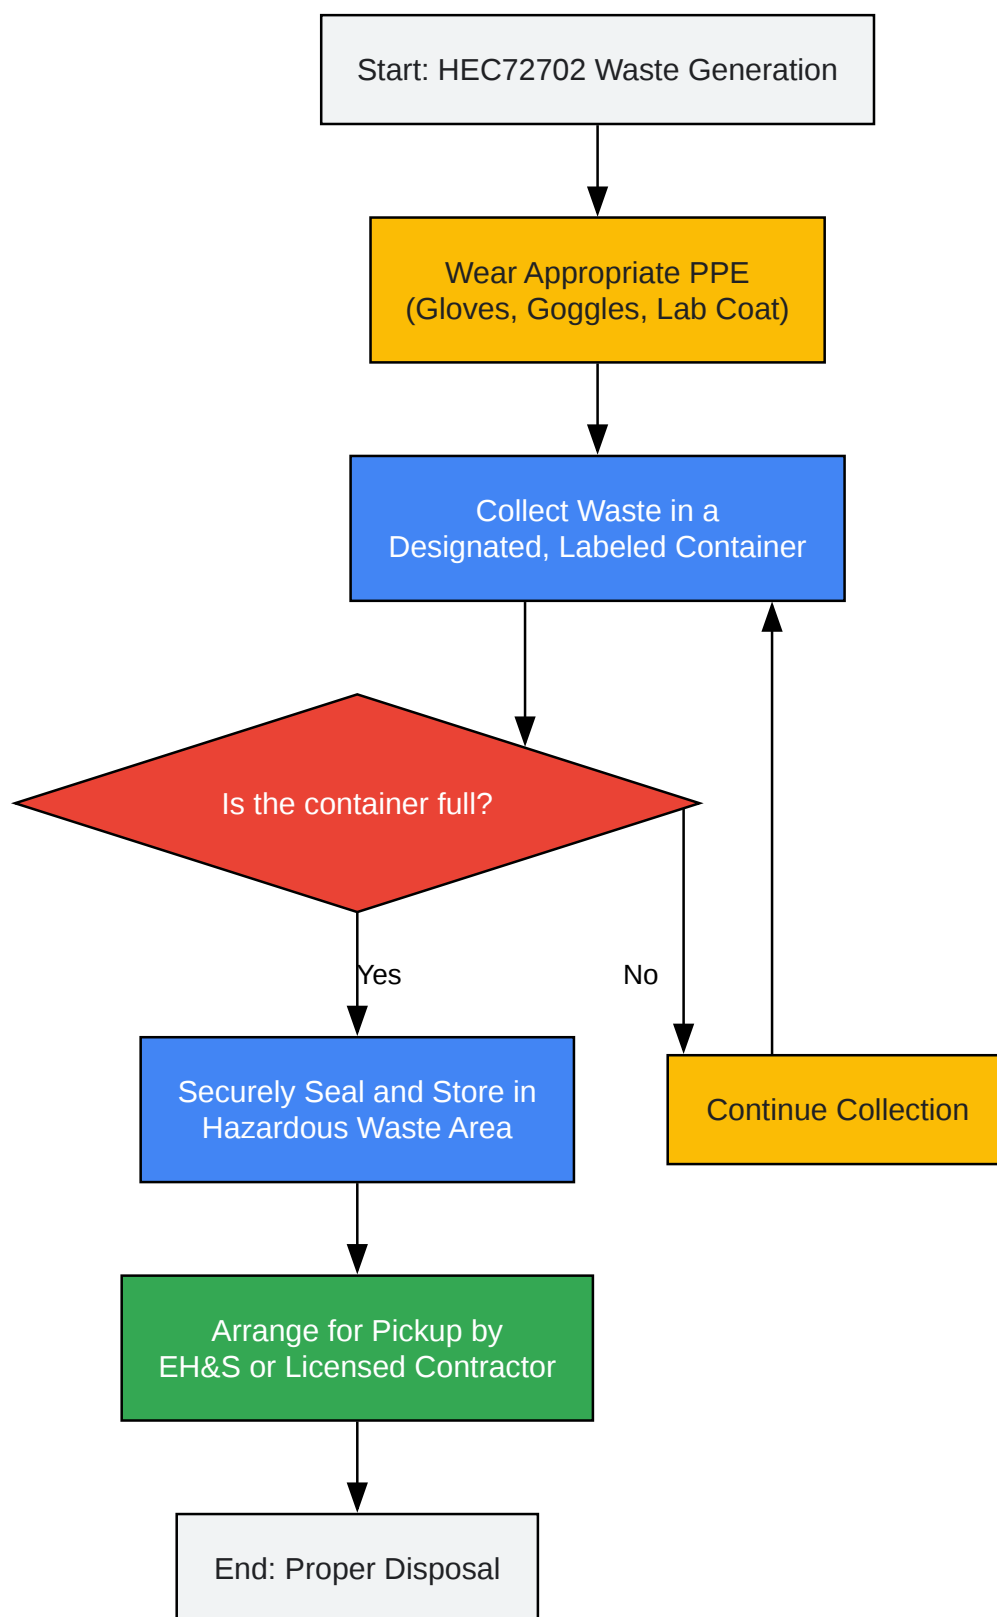 Start: HEC72702 Waste Generation
Wear Appropriate PPE
(Gloves, Goggles, Lab Coat)
Collect Waste in a
Designated, Labeled Container
Is the container full?
Yes
No
Securely Seal and Store in
Hazardous Waste Area
Continue Collection
Arrange for Pickup by
EH&S or Licensed Contractor
End: Proper Disposal